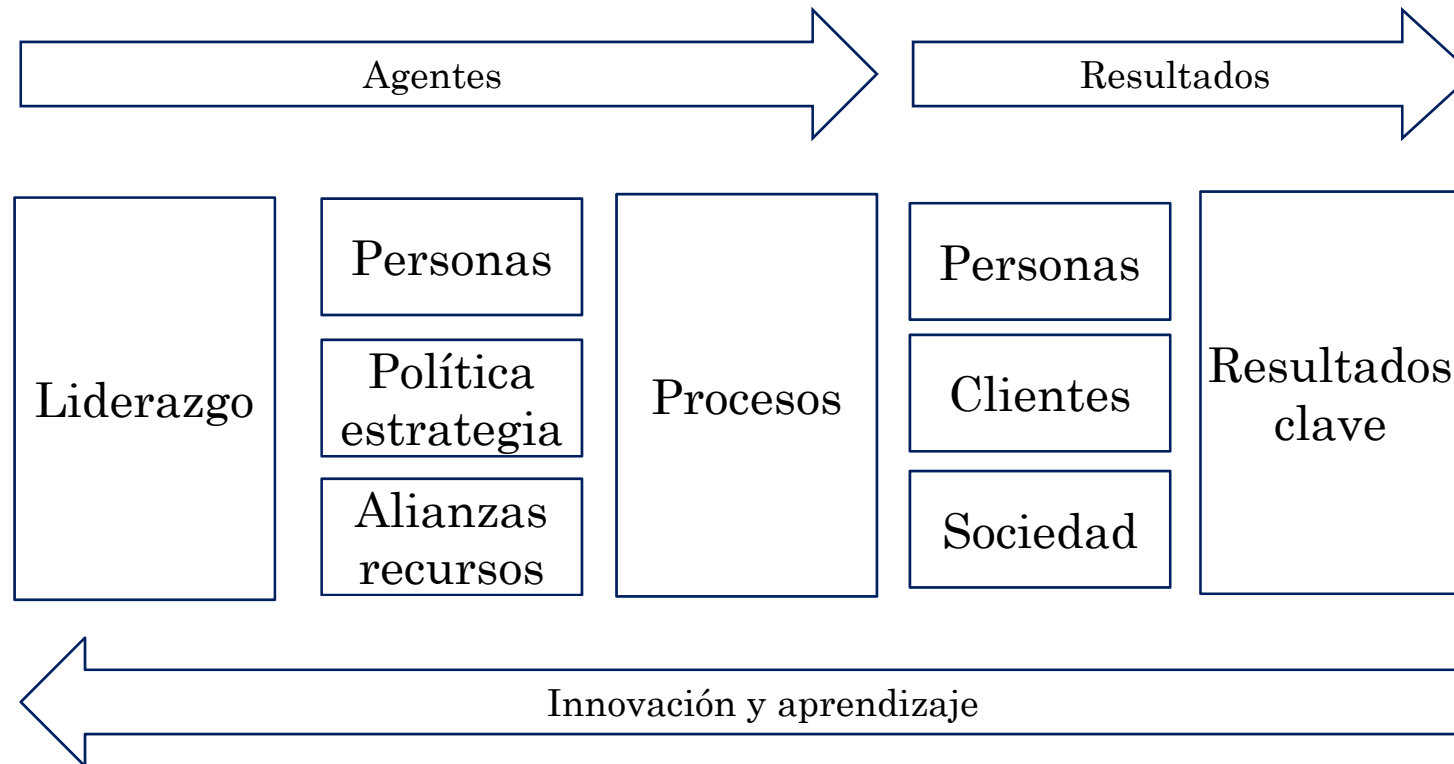 Agentes
Resultados
Liderazgo
Personas
Política
estrategia
Alianzas
recursos
Procesos
Personas
Clientes
Sociedad
Resultados
clave
Innovación y aprendizaje